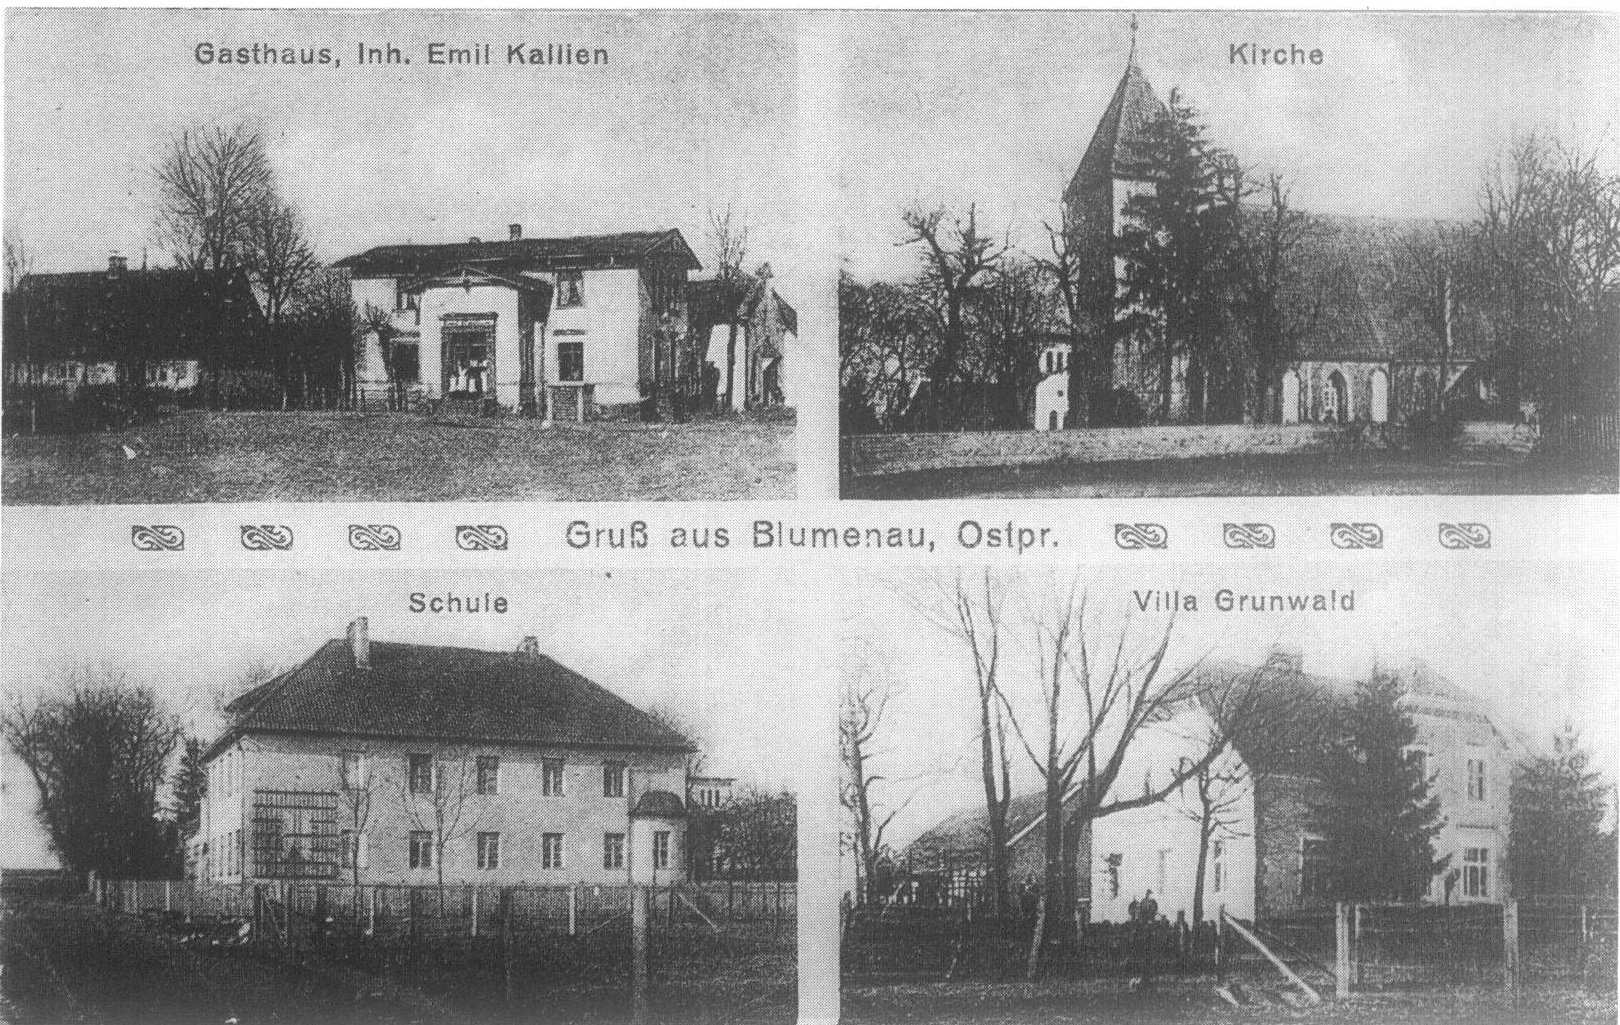 Gasthaus, Inh. Emil Kallien
Kirche
Gruß aus Blumenau, Ostpr.
Schule
Villa Grunwald